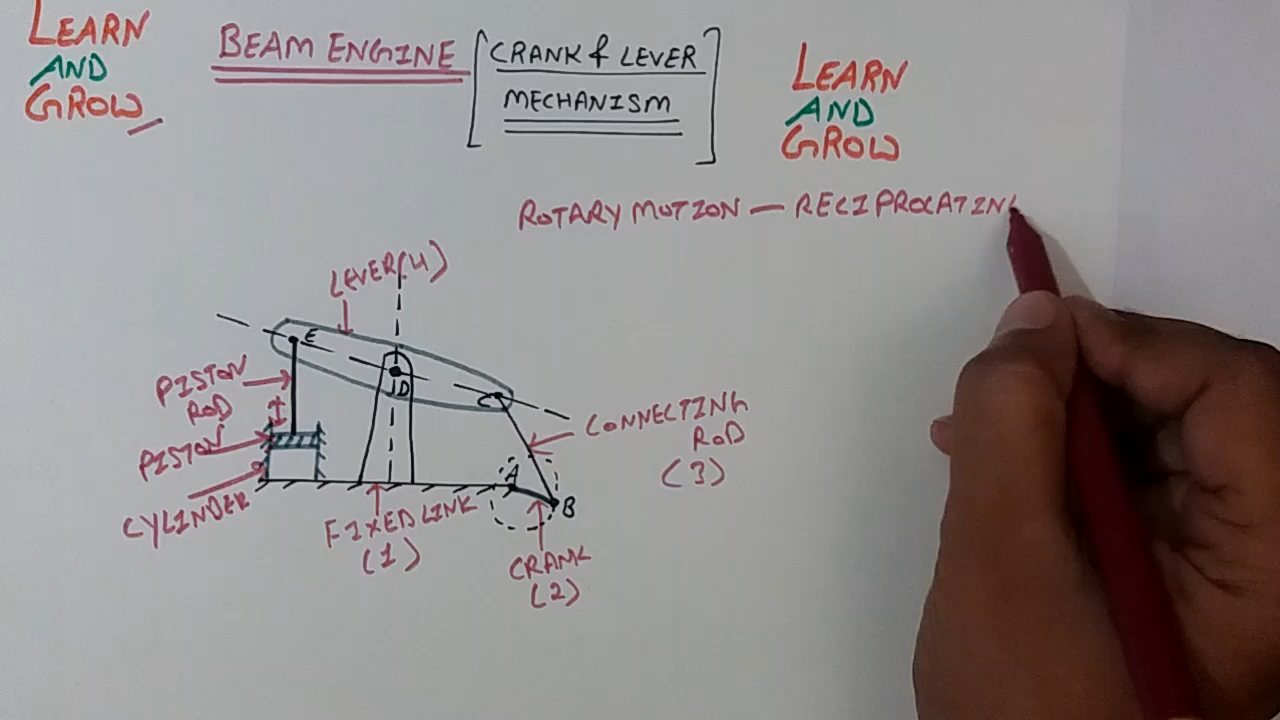 LEARN
AND
GROW
BEAM ENGINE [CRANK & LEVER
MECHANISM]
LEARN
AND
GROW
ROTARY MOTION — RECIPROCATIN
LEVER(4)
E
D
C
PISTON
ROD
PISTON
CYLINDER
FIXED LINK
(1)
CONNECTING
ROD
(3)
A
B
CRANK
(2)